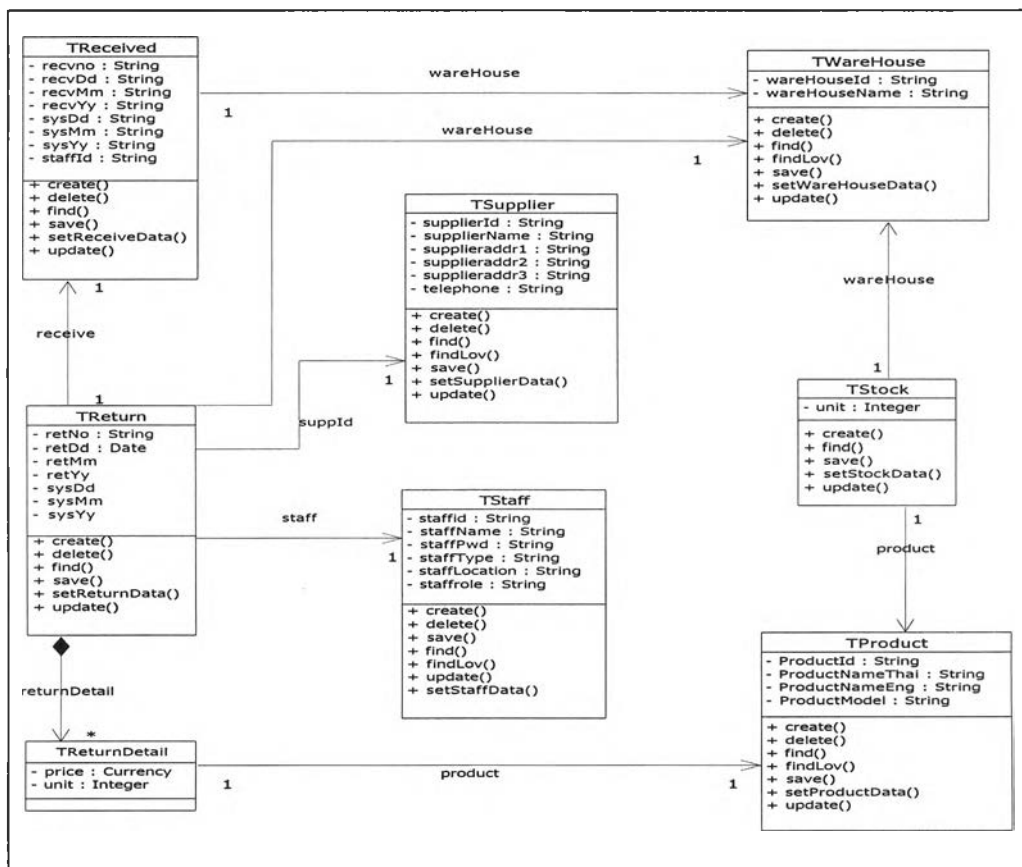 TReceived
- recvno : String
- recvDd : String
- recvMm : String
- recvYy : String
- sysDd : String
- sysMm : String
- sysYy : String
- staffId : String
+ create()
+ delete()
+ find()
+ save()
+ setReceiveData()
+ update()
wareHouse
1
TWareHouse
- wareHouseId : String
- wareHouseName : String
+ create()
+ delete()
+ find()
+ findLov()
+ save()
+ setWareHouseData()
+ update()
wareHouse
1
TSupplier
- supplierId : String
- supplierName : String
- supplieraddr1 : String
- supplieraddr2 : String
- supplieraddr3 : String
- telephone : String
+ create()
+ delete()
+ find()
+ findLov()
+ save()
+ setSupplierData()
+ update()
1
receive
1
wareHouse
1
1
suppId
TStock
- unit : Integer
+ create()
+ find()
+ save()
+ setStockData()
+ update()
1
product
TReturn
- retNo : String
- retDd : Date
- retMm
- retYy
- sysDd
- sysMm
- sysYy
+ create()
+ delete()
+ find()
+ save()
+ setReturnData()
+ update()
staff
1
TStaff
- staffid : String
- staffName : String
- staffPwd : String
- staffType : String
- staffLocation : String
- staffrole : String
+ create()
+ delete()
+ save()
+ find()
+ findLov()
+ update()
+ setStaffData()
TProduct
- ProductId : String
- ProductNameThai : String
- ProductNameEng : String
- ProductModel : String
+ create()
+ delete()
+ find()
+ findLov()
+ save()
+ setProductData()
+ update()
returnDetail
*
TReturnDetail
- price : Currency
- unit : Integer
1
product
1